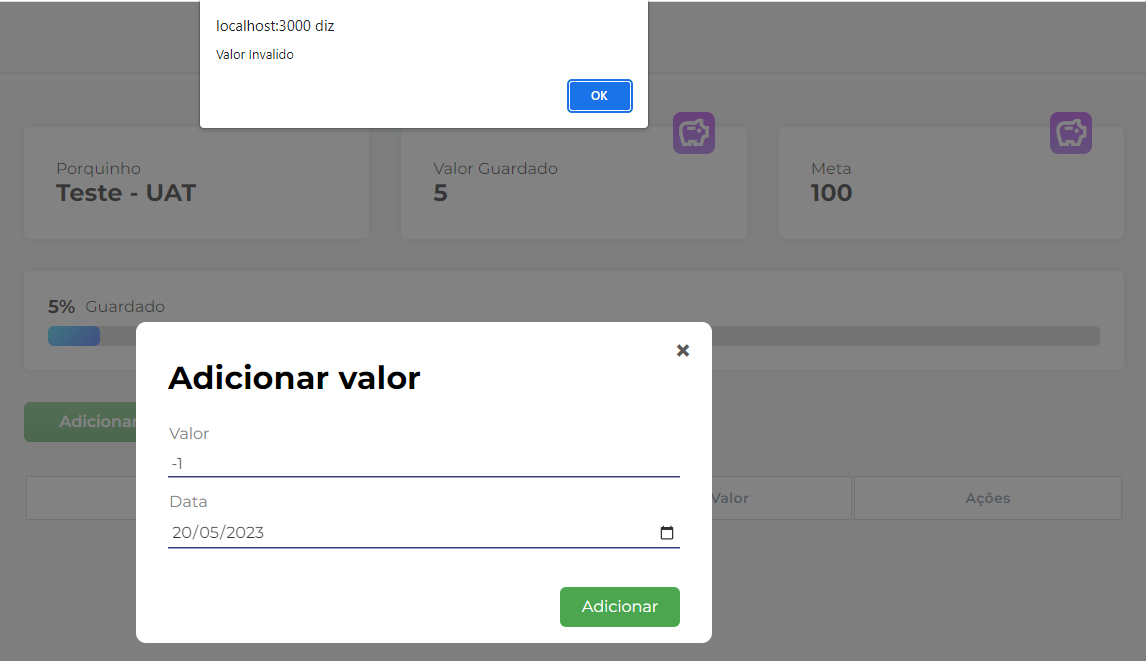 localhost:3000 diz
Valor Invalido
OK
Porquinho
Teste - UAT
Valor Guardado
5
Meta
100
5% Guardado
Adicionar valor
Valor
-1
Data
20/05/2023
Adicionar
Adicionar
Valor
Ações